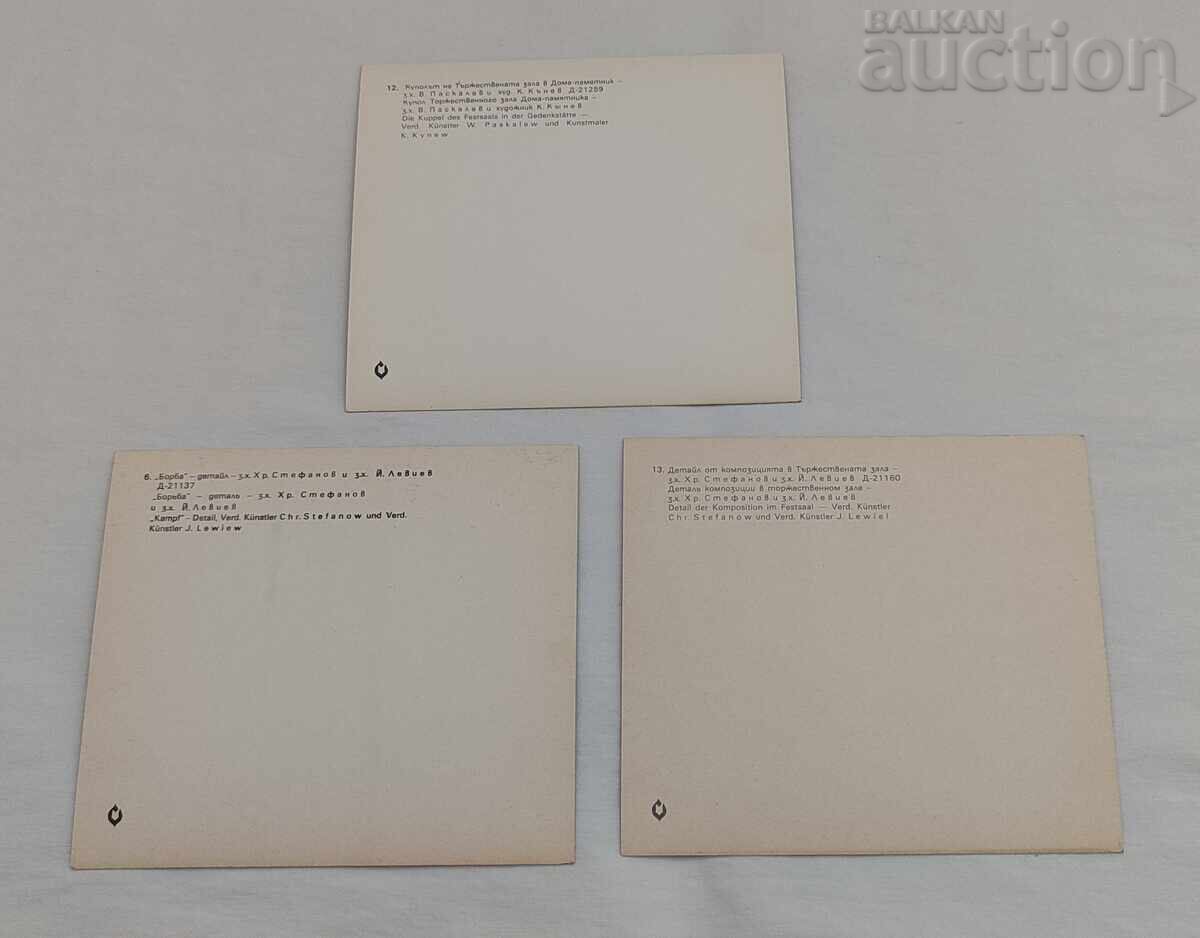 BALKAN
auction
12. Куполът на Тържествената зала в Дома-паметник –
з.х. В. Паскалев и худ. К. Кънев Д-21259
Купол Торжественного зала Дома-памятника –
з.х. В. Паскалев и художник К. Кынев
Die Kuppel des Festsaals in der Gedenkstätte —
Verd. Künstler W. Paskalew und Kunstmaler
K. Kynew
6. „Борба" – детайл – з.х. Хр. Стефанов и з.х. Й. Левиев
Д-21137
„Борьба" – деталь – з.х. Хр. Стефанов
и з.х. Й. Левиев
„Kampf" – Detail, Verd. Künstler Chr. Stefanow und Verd.
Künstler J. Lewiew
13. Детайл от композицията в Тържествената зала –
з.х. Хр. Стефанов и з.х. Й. Левиев Д-21160
Деталь композиции в торжественном зале –
з.х. Хр. Стефанов и з.х. Й. Левиев
Detail der Komposition im Festsaal — Verd. Künstler
Chr. Stefanow und Verd. Künstler J. Lewiel